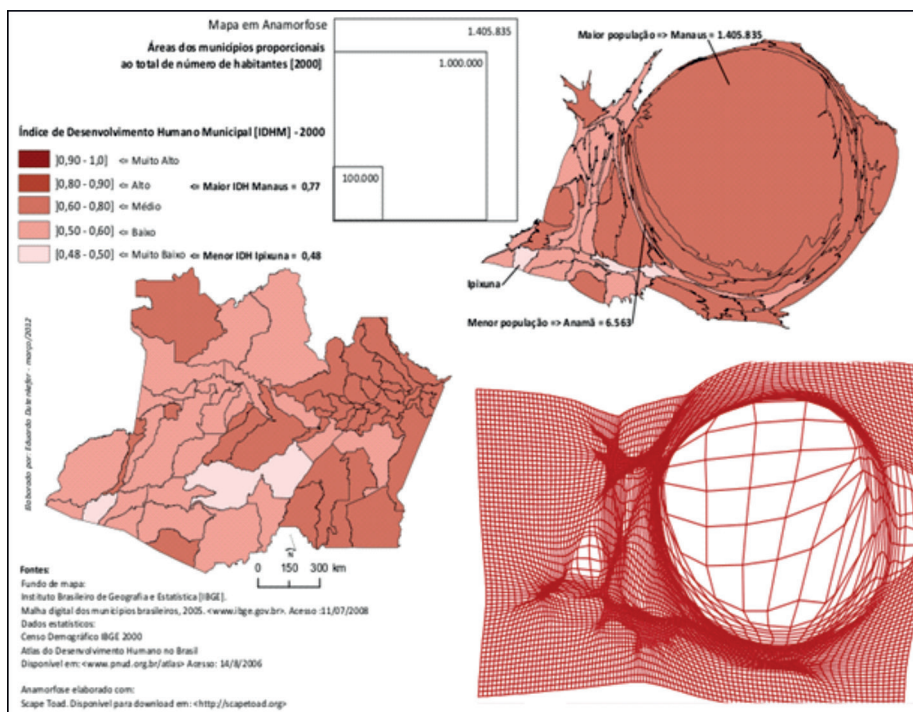 Mapa em Anamorfose
Áreas dos municípios proporcionais
ao total de número de habitantes [2000]
1.405.835
1.000.000
100.000
Maior população => Manaus = 1.405.835
Índice de Desenvolvimento Humano Municipal [IDHM] - 2000
]0,90 - 1,0] <= Muito Alto
]0,80 - 0,90] <= Alto <= Maior IDH Manaus = 0,77
]0,60 - 0,80] <= Médio
]0,50 - 0,60] <= Baixo
[0,48 - 0,50] <= Muito Baixo <= Menor IDH Ipixuna = 0,48
Ipixuna
Menor população => Anamã = 6.563
Elaborado por: Eduardo Dutenkefer - março/2012
N
0 150 300 km
Fontes:
Fundo de mapa:
Instituto Brasileiro de Geografia e Estatística [IBGE].
Malha digital dos municípios brasileiros, 2005. <www.ibge.gov.br>. Acesso :11/07/2008
Dados estatísticos:
Censo Demográfico IBGE 2000
Atlas do Desenvolvimento Humano no Brasil
Disponível em: <www.pnud.org.br/atlas> Acesso: 14/8/2006
Anamorfose elaborado com:
Scape Toad. Disponível para download em: <http://scapetoad.org>